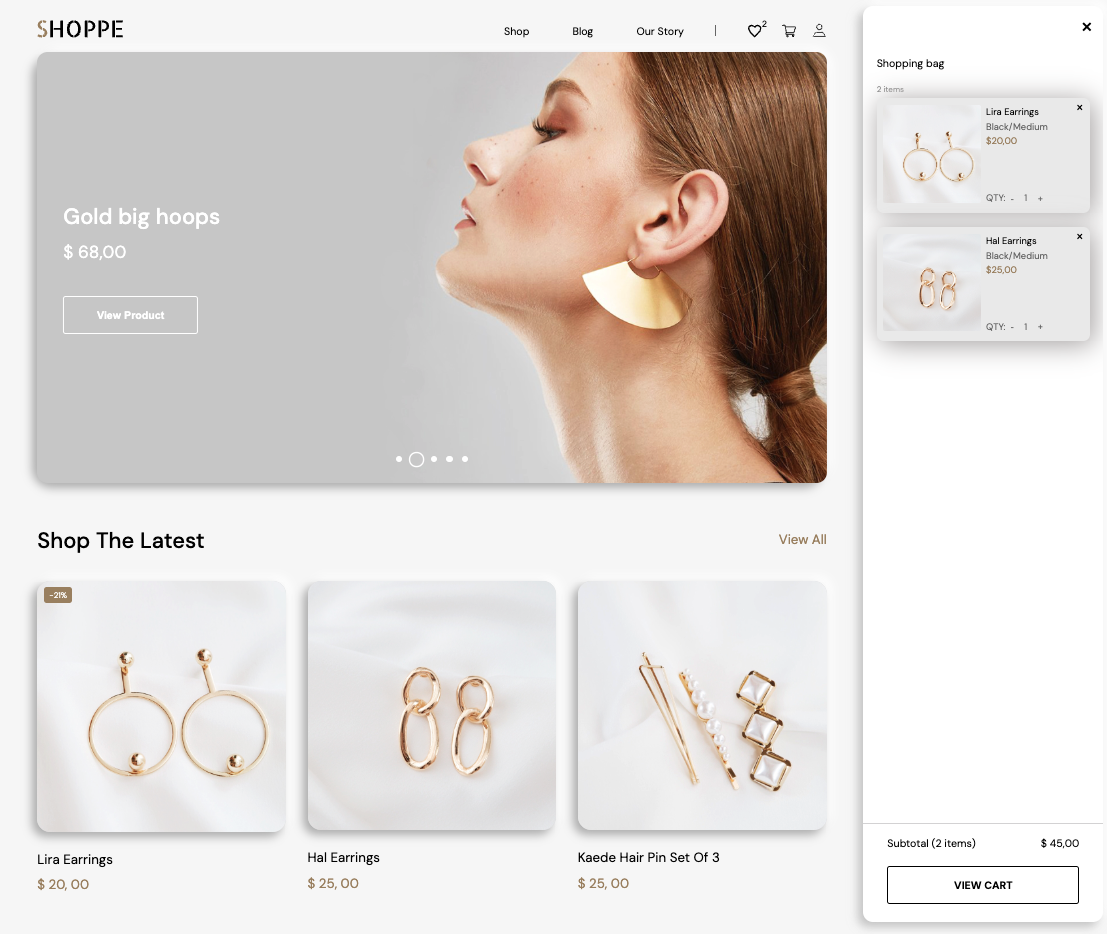 SHOPPE
Shop
Blog
Our Story
|
2
Gold big hoops
$ 68,00
View Product
Shop The Latest
View All
-21%
Lira Earrings
$ 20, 00
Hal Earrings
$ 25, 00
Kaede Hair Pin Set Of 3
$ 25, 00
Shopping bag
2 items
Lira Earrings
Black/Medium
$20,00
QTY: - 1 +
Hal Earrings
Black/Medium
$25,00
QTY: - 1 +
Subtotal (2 items) $ 45,00
VIEW CART